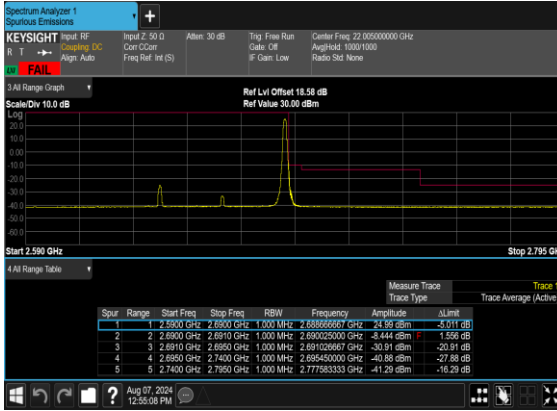 Spectrum Analyzer 1
Spurious Emissions
+
KEYSIGHT
R T
LNI
FAIL
Input: RF
Coupling: DC
Align: Auto
Input Z: 50 Ω
Corr CCorr
Freq Ref: Int (S)
Atten: 30 dB
Trig: Free Run
Gate: Off
IF Gain: Low
Center Freq: 22.005000000 GHz
Avg|Hold: 1000/1000
Radio Std: None
3 All Range Graph
Ref Lvl Offset 18.58 dB
Scale/Div 10.0 dB
Ref Value 30.00 dBm
Log
20.0
10.0
0.00
-10.0
-20.0
-30.0
-40.0
-50.0
-60.0
Start 2.590 GHz
Stop 2.795 GH
4 All Range Table
Measure Trace Trace 1
Trace Type Trace Average (Active
Spur Range Start Freq Stop Freq RBW Frequency Amplitude ΔLimit
1 1 2.5900 GHz 2.6900 GHz 1.000 MHz 2.688666667 GHz 24.99 dBm -5.011 dB
2 2 2.6900 GHz 2.6910 GHz 1.000 MHz 2.690025000 GHz -8.444 dBm F 1.556 dB
3 3 2.6910 GHz 2.6950 GHz 1.000 MHz 2.691026667 GHz -30.91 dBm -20.91 dB
4 4 2.6950 GHz 2.7400 GHz 1.000 MHz 2.695450000 GHz -40.88 dBm -27.88 dB
5 5 2.7400 GHz 2.7950 GHz 1.000 MHz 2.777583333 GHz -41.29 dBm -16.29 dB
?
Aug 07, 2024
12:55:08 PM